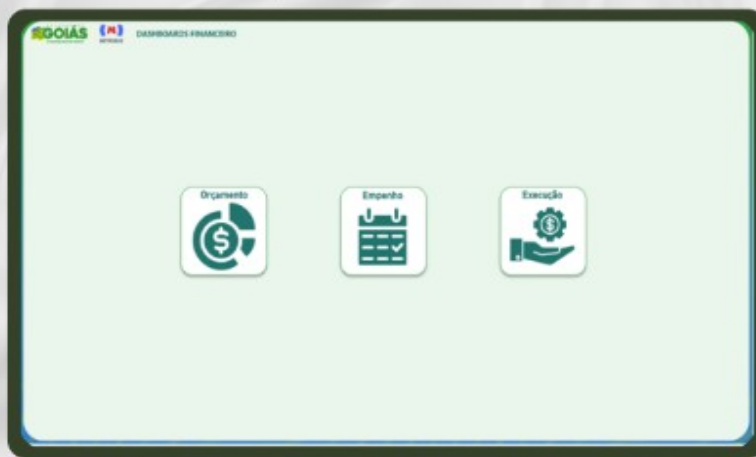 GOIÁS
DASHBOARDS FINANCEIRO
Orçamento
Empenho
Execução